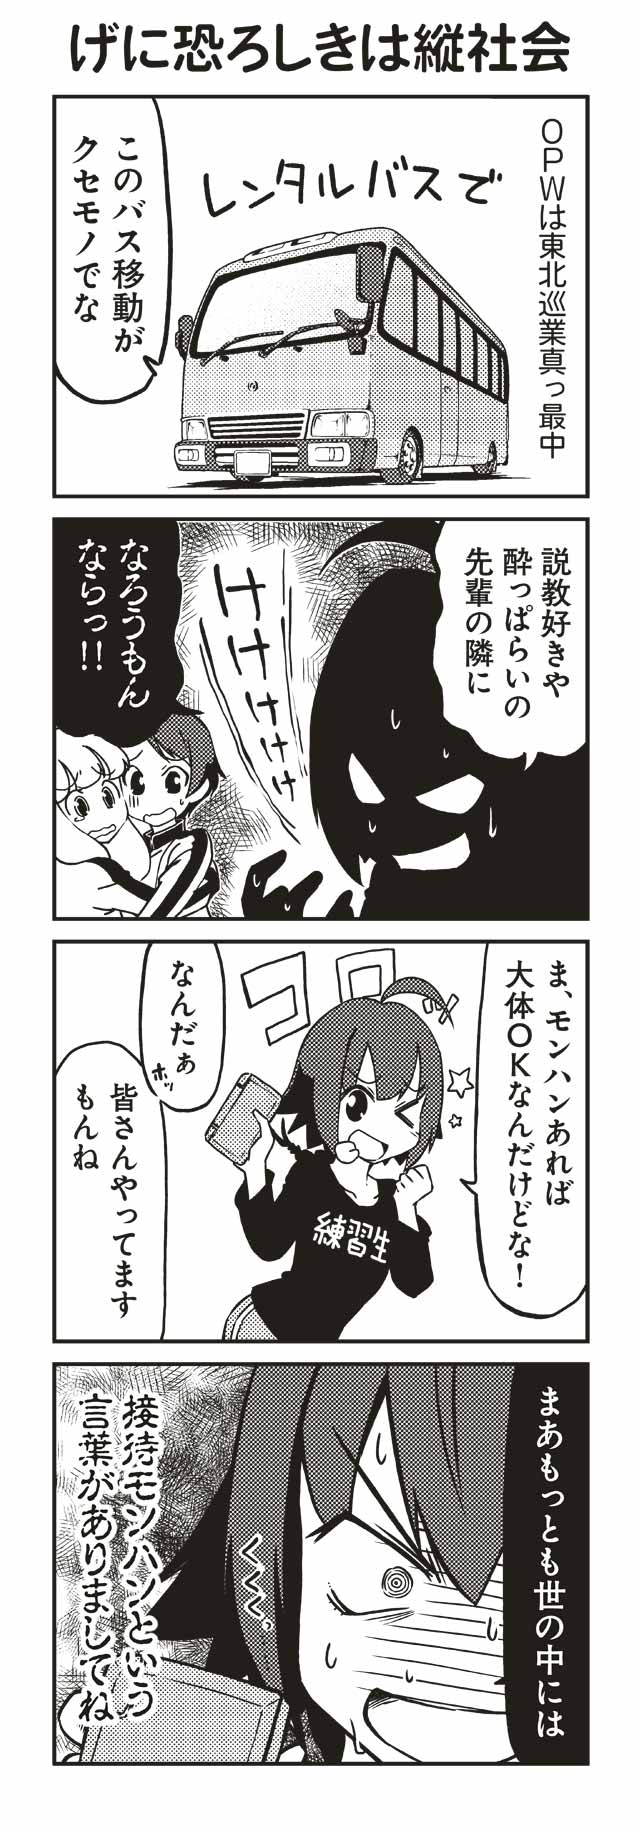 げに恐ろしきは縦社会
OPWは東北巡業真っ最中
レンタルバスで
このバス移動が
クセモノでな
説教好きや
酔っぱらいの
先輩の隣に
けけけけけけ
なろうもん
ならっ!!
ま、モンハンあれば
大体OKなんだけどな!
コロッ
練習生
なんだぁ
ホッ
皆さんやってます
もんね
まあもっとも世の中には
くくく。
接待モンハンという
言葉がありましてね